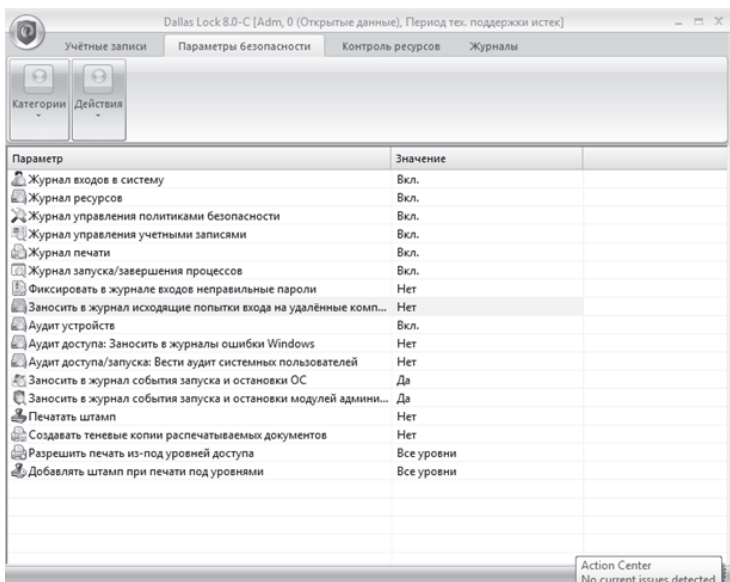 Dallas Lock 8.0-C [Adm, 0 (Открытые данные), Период тех. поддержки истек]
Учётные записи Параметры безопасности Контроль ресурсов Журналы
Категории Действия
Параметр Значение
Журнал входов в систему Вкл.
Журнал ресурсов Вкл.
Журнал управления политиками безопасности Вкл.
Журнал управления учетными записями Вкл.
Журнал печати Вкл.
Журнал запуска/завершения процессов Вкл.
Фиксировать в журнале входов неправильные пароли Нет
Заносить в журнал исходящие попытки входа на удалённые комп... Нет
Аудит устройств Вкл.
Аудит доступа: Заносить в журналы ошибки Windows Нет
Аудит доступа/запуска: Вести аудит системных пользователей Нет
Заносить в журнал события запуска и остановки ОС Да
Заносить в журнал события запуска и остановки модулей админи... Да
Печатать штамп Нет
Создавать теневые копии распечатываемых документов Нет
Разрешить печать из-под уровней доступа Все уровни
Добавлять штамп при печати под уровнями Все уровни
Action Center
No current issues detected